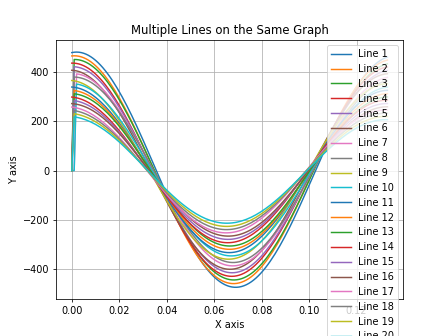 Multiple Lines on the Same Graph
Y axis
400
200
0
−200
−400
0.00 0.02 0.04 0.06 0.08 0.10
X axis
Line 1
Line 2
Line 3
Line 4
Line 5
Line 6
Line 7
Line 8
Line 9
Line 10
Line 11
Line 12
Line 13
Line 14
Line 15
Line 16
Line 17
Line 18
Line 19
Line 20